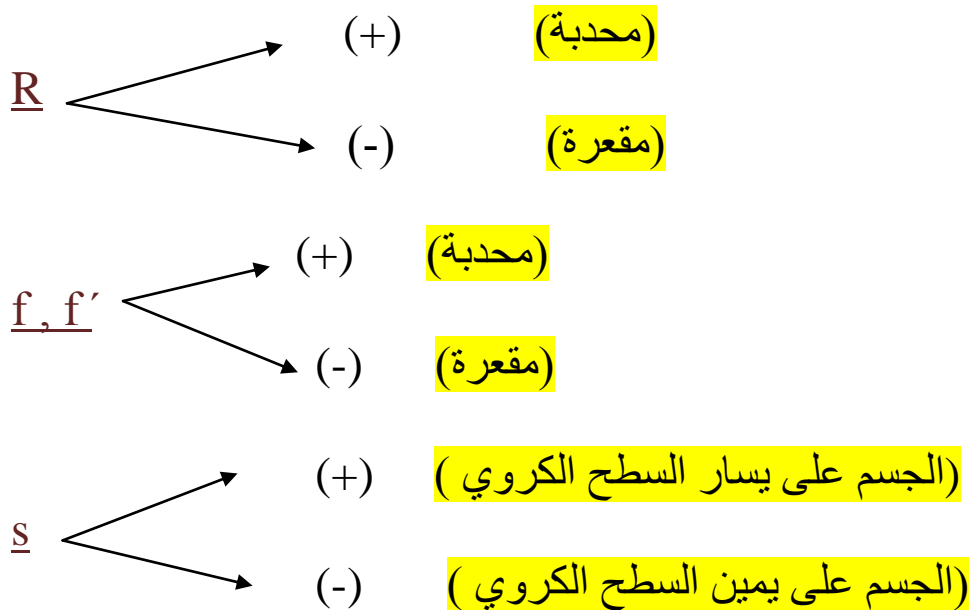 (+) (محدبة)
R
(-) (مقعرة)
(+) (محدبة)
f , f ´
(-) (مقعرة)
(+) (الجسم على يسار السطح الكروي )
s
(-) (الجسم على يمين السطح الكروي )